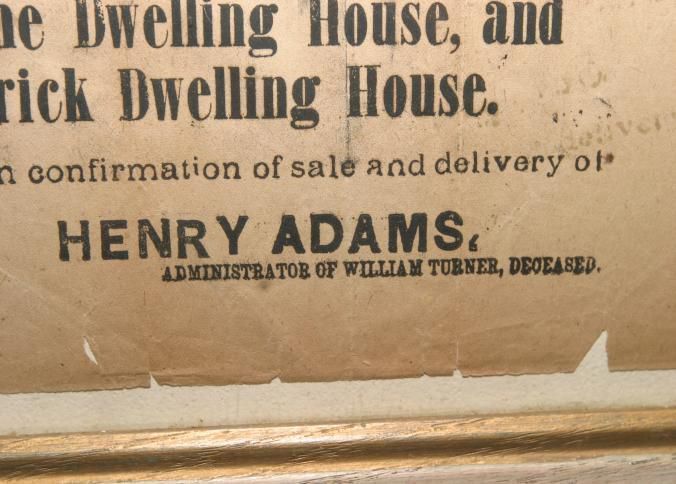 ne Dwelling House, and
rick Dwelling House.
n confirmation of sale and delivery of
HENRY ADAMS,
ADMINISTRATOR OF WILLIAM TURNER, DECEASED.